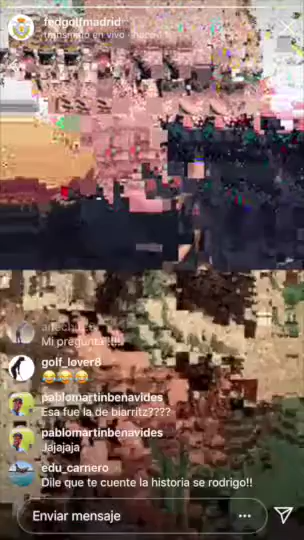 fedgolfmadrid
Mi pregunta!!!!
golf_lover8
😂😂😂
pablomartinbenavides
Esa fue la de biarritz????
pablomartinbenavides
Jajajaja
edu_carnero
Dile que te cuente la historia se rodrigo!!
Enviar mensaje